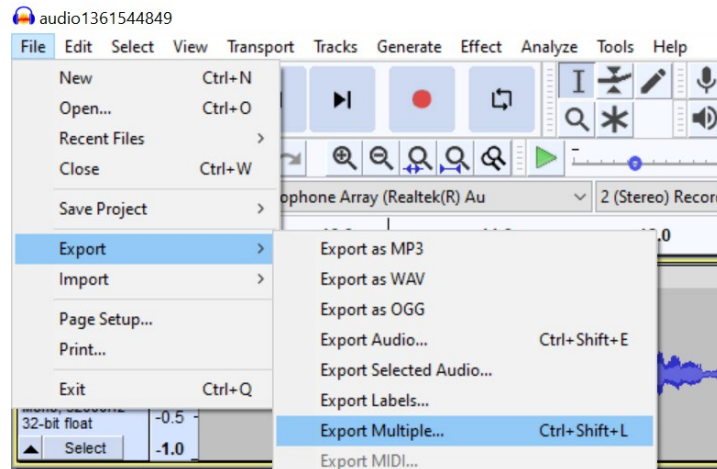 audio1361544849
File Edit Select View Transport Tracks Generate Effect Analyze Tools Help
New Ctrl+N
Open... Ctrl+O
Recent Files >
Close Ctrl+W
Save Project >
ophone Array (Realtek(R) Au 2 (Stereo) Recor
Export >
.0
Import >
Page Setup...
Print...
Exit Ctrl+Q
Export as MP3
Export as WAV
Export as OGG
Export Audio... Ctrl+Shift+E
Export Selected Audio...
Export Labels...
Export Multiple... Ctrl+Shift+L
Export MIDI...
32-bit float -0.5
Select -1.0